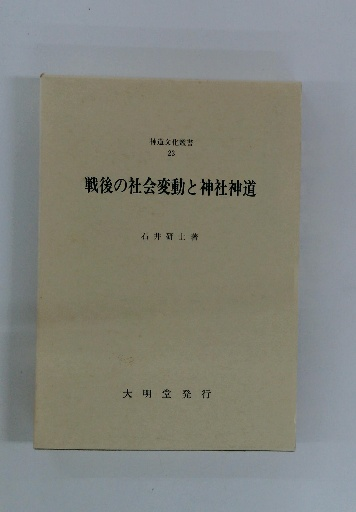 神道文化叢書
23
戦後の社会変動と神社神道
石井研士著
大明堂発行